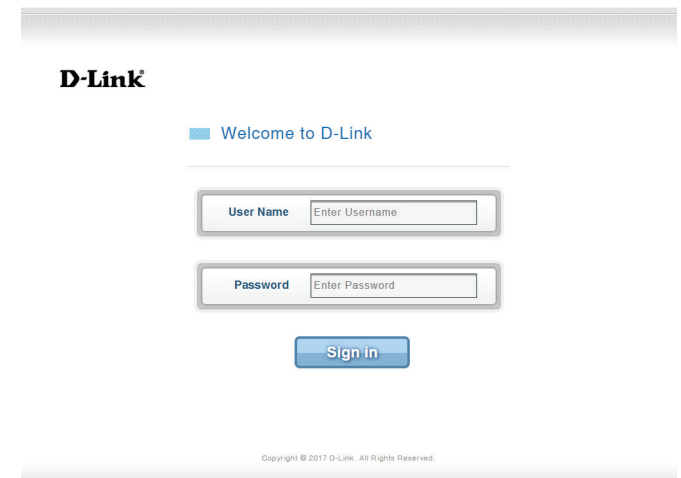 D-Link®
Welcome to D-Link
User Name Enter Username
Password Enter Password
Sign in
Copyright © 2017 D-Link. All Rights Reserved.